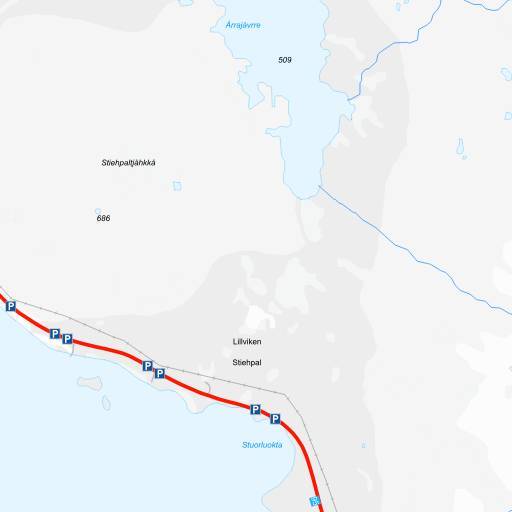 Árrajávrre
509
Stiehpaltjåhkkå
686
P
P
P
P
P
Lillviken
Stiehpal
P
P
Stuorluokta